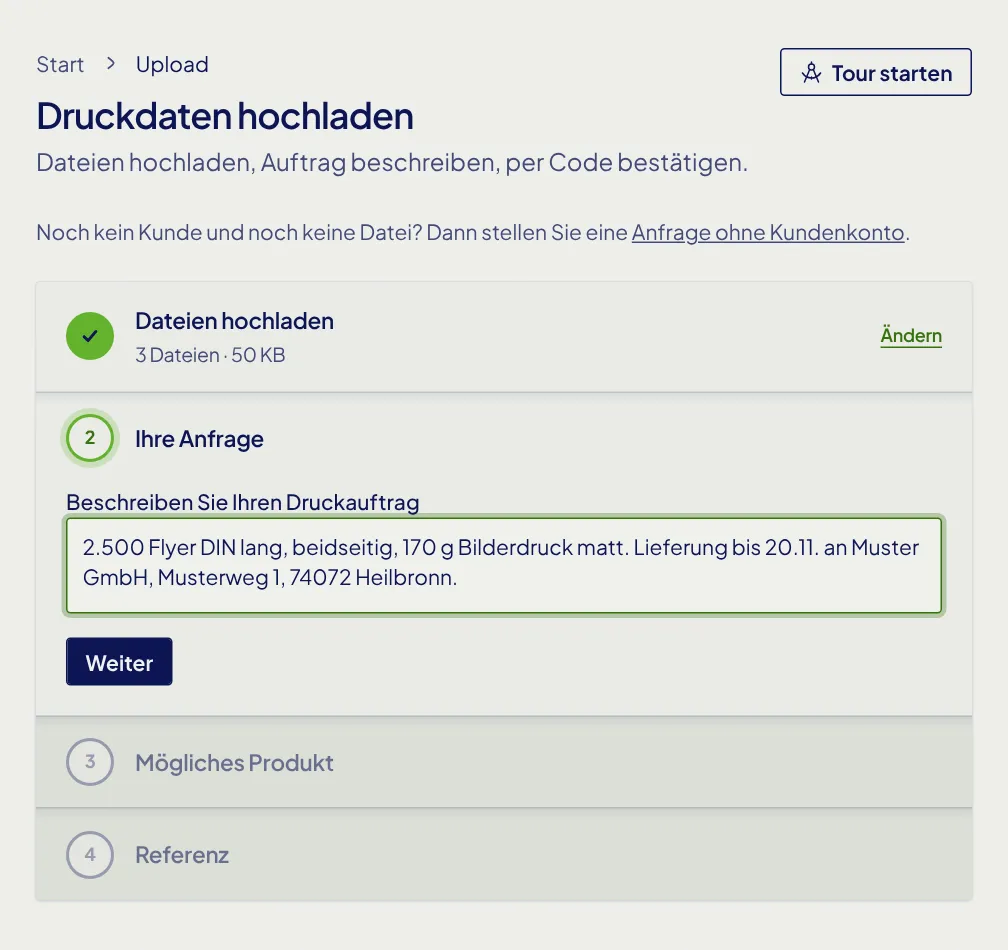 Start > Upload
Tour starten
Druckdaten hochladen
Dateien hochladen, Auftrag beschreiben, per Code bestätigen.
Noch kein Kunde und noch keine Datei? Dann stellen Sie eine Anfrage ohne Kundenkonto.
Dateien hochladen
3 Dateien · 50 KB
Ändern
2 Ihre Anfrage
Beschreiben Sie Ihren Druckauftrag
2.500 Flyer DIN lang, beidseitig, 170 g Bilderdruck matt. Lieferung bis 20.11. an Muster
GmbH, Musterweg 1, 74072 Heilbronn.
Weiter
3 Mögliches Produkt
4 Referenz